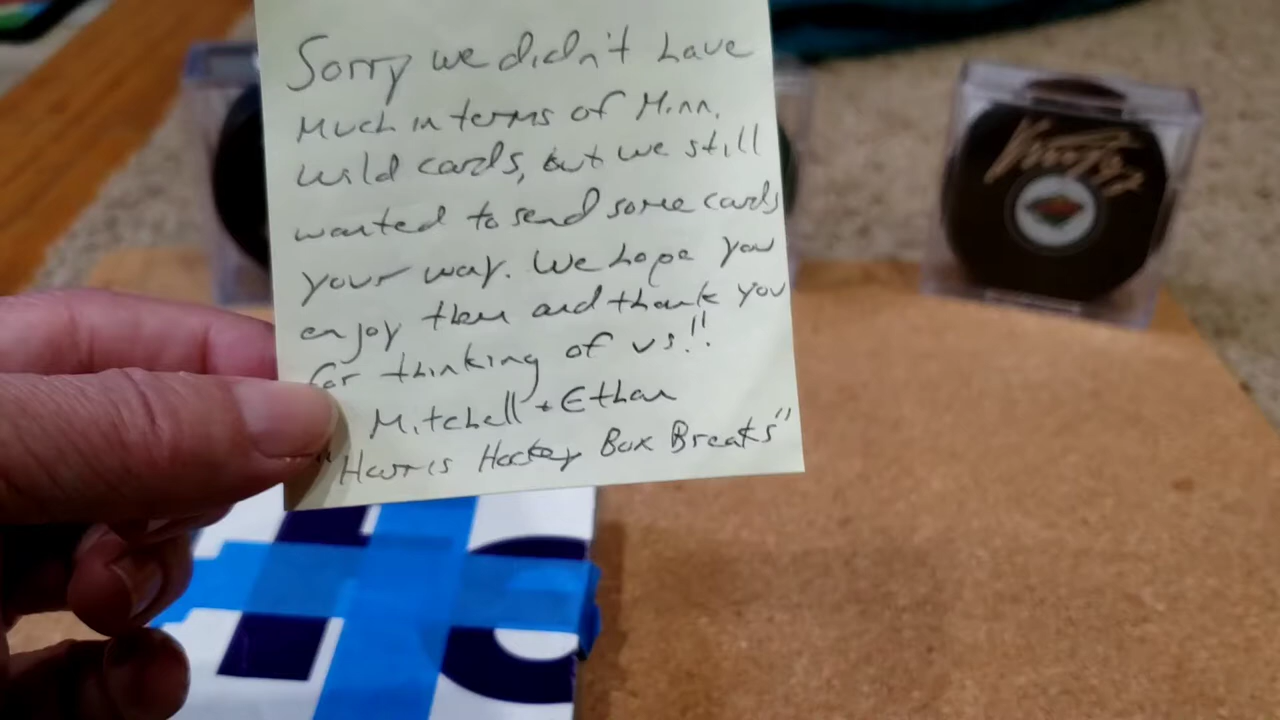 Sorry we didn't have
Much in terms of Minn.
Wild cards, but we still
wanted to send some cards
your way. We hope you
enjoy them and thank you
for thinking of us!!
Mitchell + Ethan
"Harris Hockey Box Breaks"